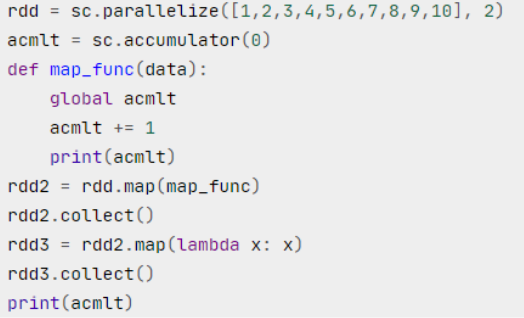 rdd = sc.parallelize([1,2,3,4,5,6,7,8,9,10], 2)
acmlt = sc.accumulator(0)
def map_func(data):
    global acmlt
    acmlt += 1
    print(acmlt)
rdd2 = rdd.map(map_func)
rdd2.collect()
rdd3 = rdd2.map(lambda x: x)
rdd3.collect()
print(acmlt)